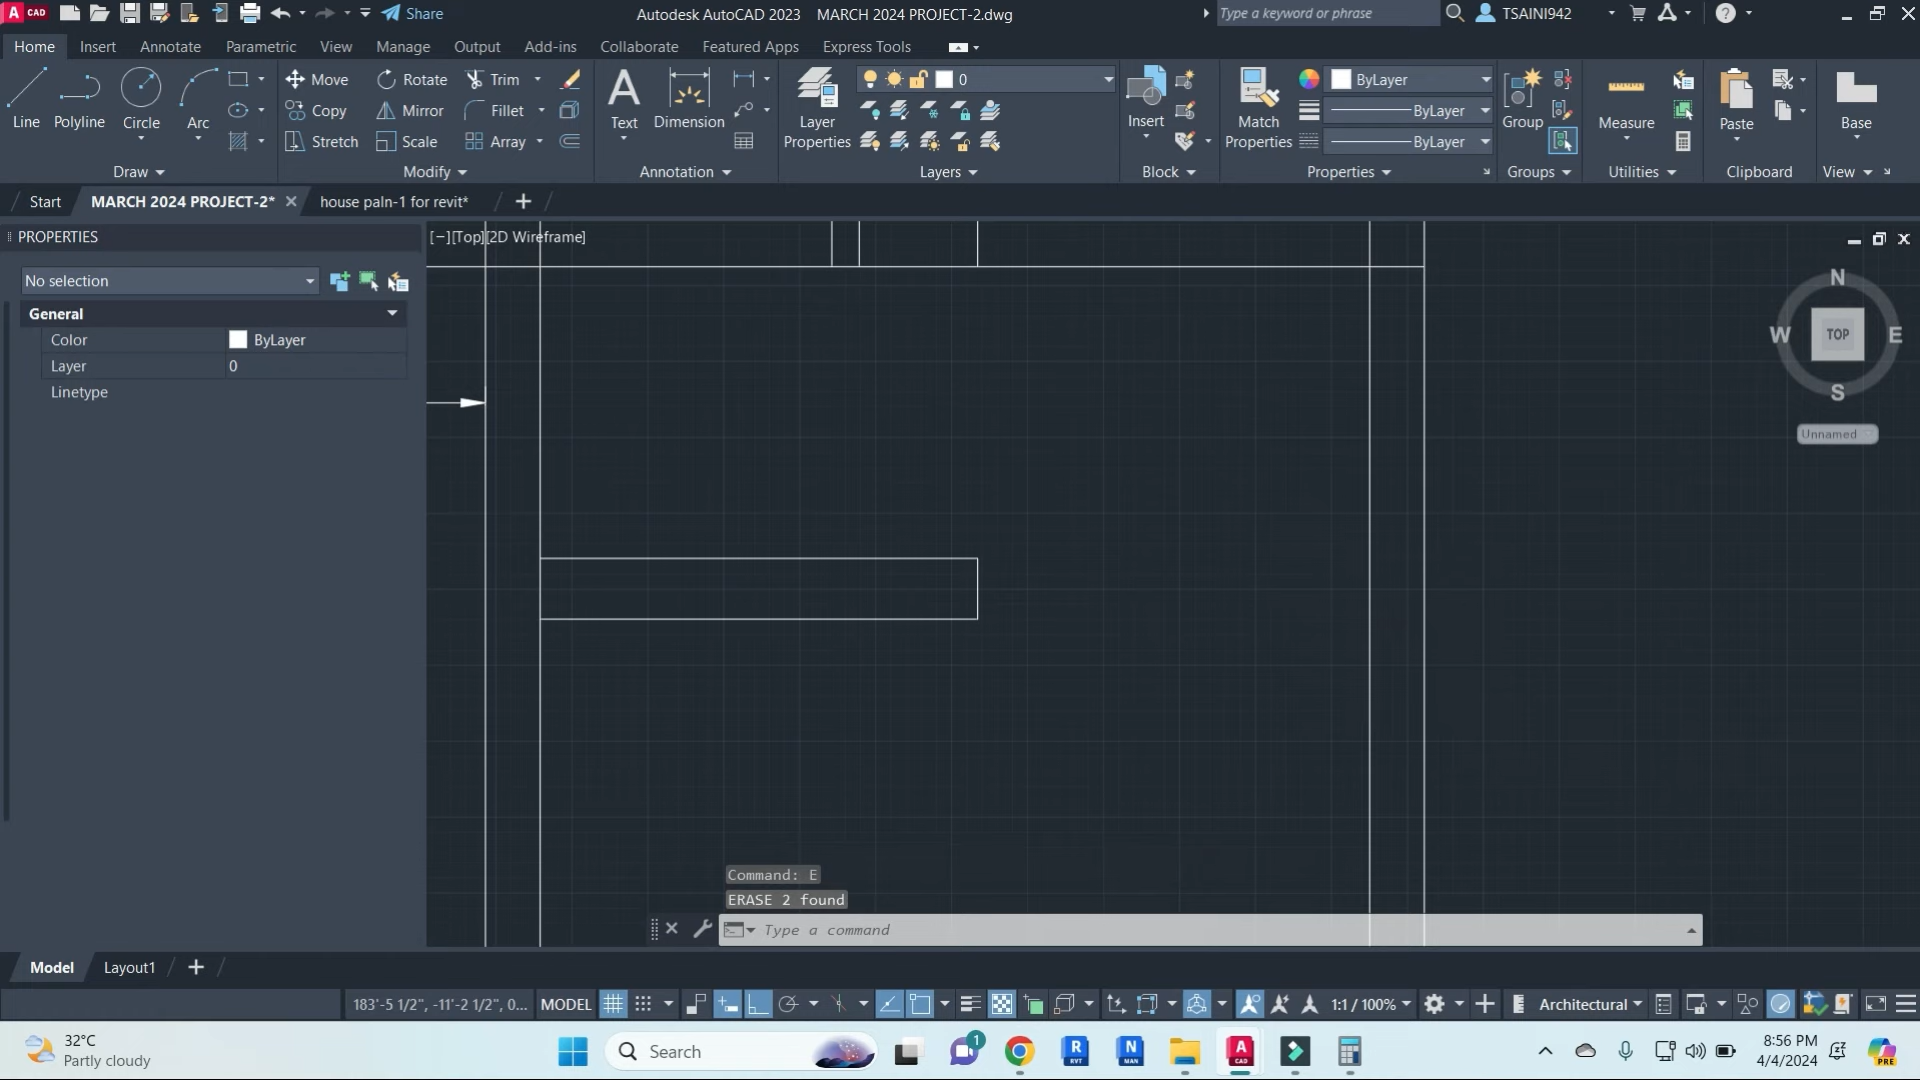 CAD
Share
Autodesk AutoCAD 2023 MARCH 2024 PROJECT-2.dwg
Type a keyword or phrase
TSAINI942
Home Insert Annotate Parametric View Manage Output Add-ins Collaborate Featured Apps Express Tools
Line Polyline Circle Arc
Move Rotate Trim
Copy Mirror Fillet
Stretch Scale Array
Text Dimension
Layer Properties
0
Insert
Match Properties
ByLayer
ByLayer
ByLayer
Group
Measure
Paste
Base
Draw Modify Annotation Layers Block Properties Groups Utilities Clipboard View
Start MARCH 2024 PROJECT-2* house paln-1 for revit*
PROPERTIES
No selection
General
Color ByLayer
Layer 0
Linetype
[−][Top][2D Wireframe]
N
W TOP E
S
Unnamed
Command: E
ERASE 2 found
Type a command
Model Layout1
183'-5 1/2", -11'-2 1/2", 0... MODEL 1:1 / 100% Architectural
32°C
Partly cloudy
Search
1
RVT
MAN
CAD
8:56 PM
4/4/2024
PRE